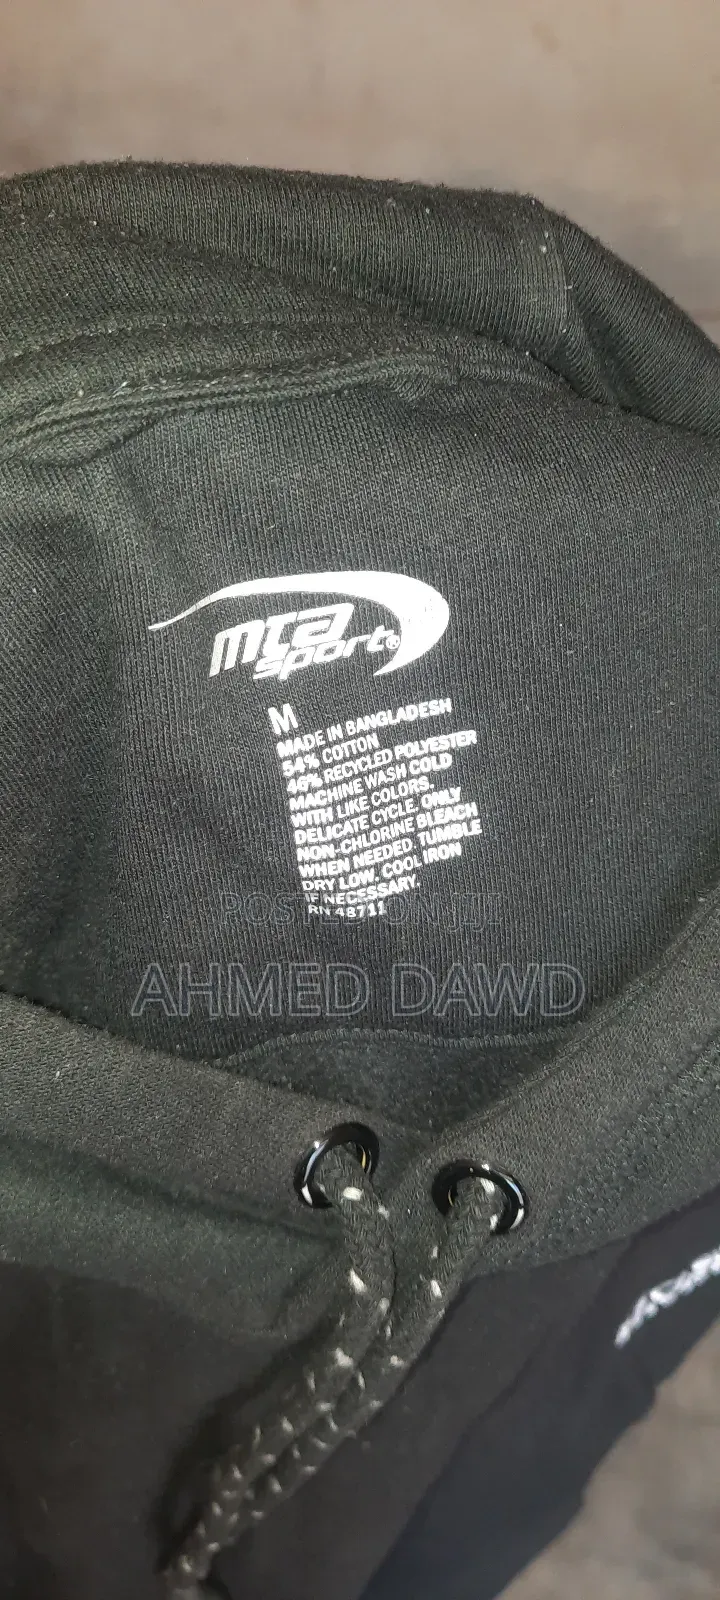 mta
sport®
M
MADE IN BANGLADESH
54% COTTON
46% RECYCLED POLYESTER
MACHINE WASH COLD
WITH LIKE COLORS,
DELICATE CYCLE. ONLY
NON-CHLORINE BLEACH
WHEN NEEDED. TUMBLE
DRY LOW. COOL IRON
IF NECESSARY.
RN 48711
POSTED ON JIJI
AHMED DAWD